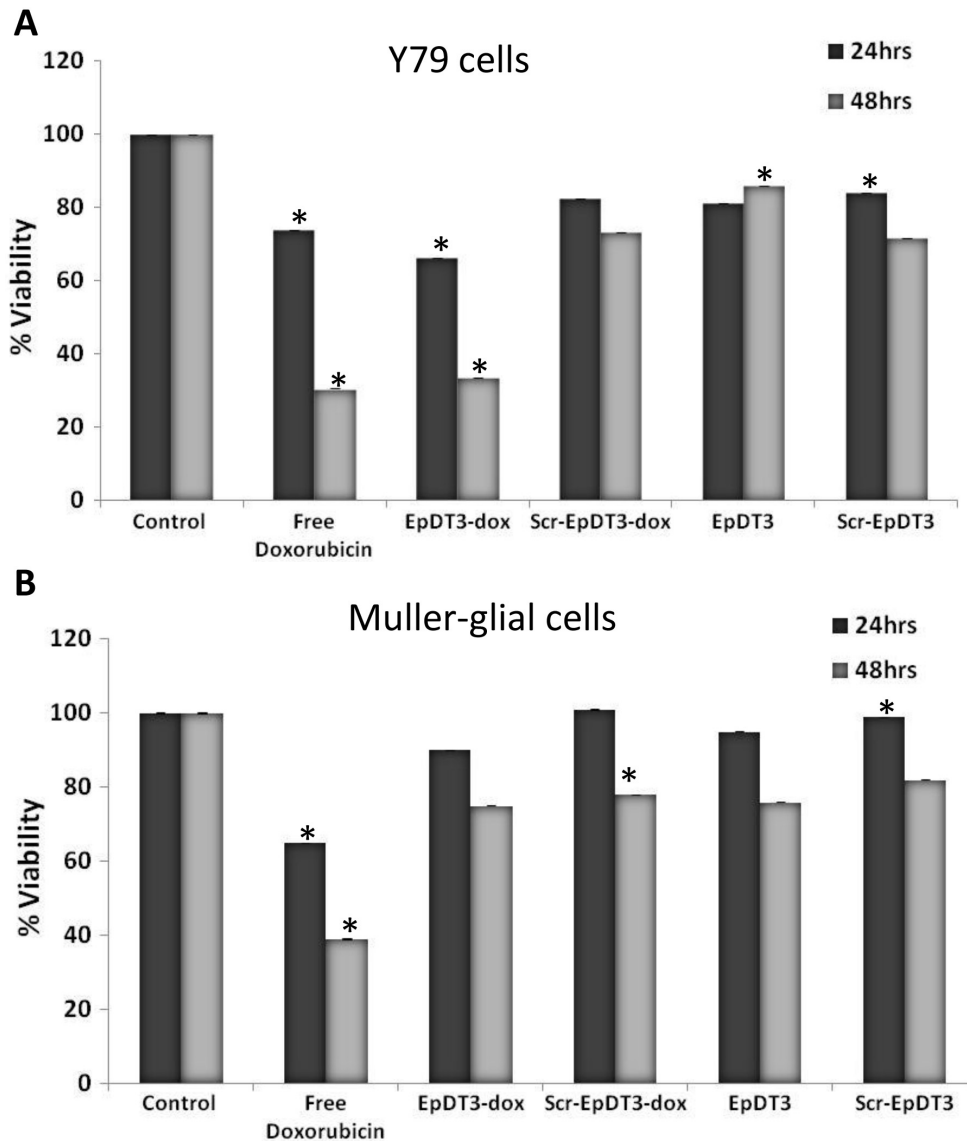 A
Y79 cells
24hrs
48hrs
% Viability
120
100
80
60
40
20
0
*
*
*
*
*
*
Control
Free
Doxorubicin
EpDT3-dox
Scr-EpDT3-dox
EpDT3
Scr-EpDT3
B
Muller-glial cells
24hrs
48hrs
% Viability
120
100
80
60
40
20
0
*
*
*
*
Control
Free
Doxorubicin
EpDT3-dox
Scr-EpDT3-dox
EpDT3
Scr-EpDT3